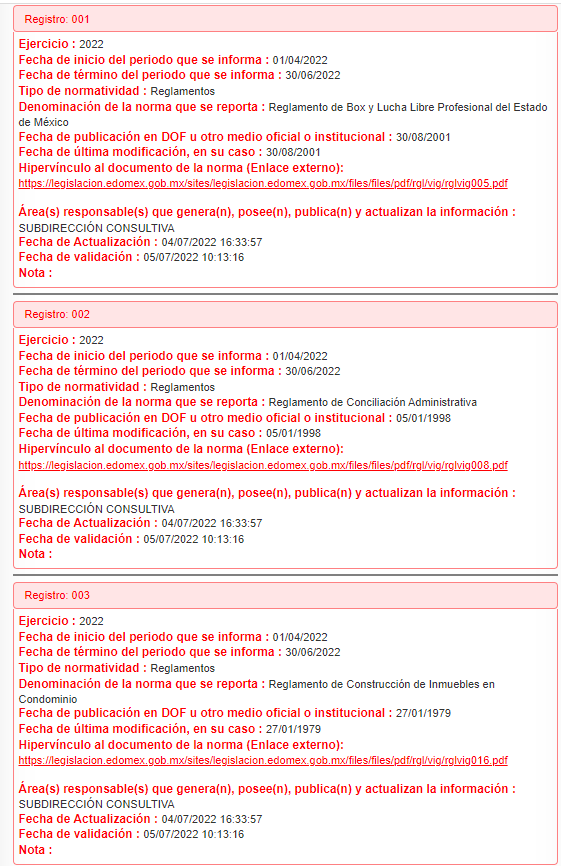 Registro: 001
Ejercicio : 2022
Fecha de inicio del periodo que se informa : 01/04/2022
Fecha de término del periodo que se informa : 30/06/2022
Tipo de normatividad : Reglamentos
Denominación de la norma que se reporta : Reglamento de Box y Lucha Libre Profesional del Estado
de México
Fecha de publicación en DOF u otro medio oficial o institucional : 30/08/2001
Fecha de última modificación, en su caso : 30/08/2001
Hipervínculo al documento de la norma (Enlace externo):
https://legislacion.edomex.gob.mx/sites/legislacion.edomex.gob.mx/files/files/pdf/rgl/vig/rglvig005.pdf
Área(s) responsable(s) que genera(n), posee(n), publica(n) y actualizan la información :
SUBDIRECCIÓN CONSULTIVA
Fecha de Actualización : 04/07/2022 16:33:57
Fecha de validación : 05/07/2022 10:13:16
Nota :
Registro: 002
Ejercicio : 2022
Fecha de inicio del periodo que se informa : 01/04/2022
Fecha de término del periodo que se informa : 30/06/2022
Tipo de normatividad : Reglamentos
Denominación de la norma que se reporta : Reglamento de Conciliación Administrativa
Fecha de publicación en DOF u otro medio oficial o institucional : 05/01/1998
Fecha de última modificación, en su caso : 05/01/1998
Hipervínculo al documento de la norma (Enlace externo):
https://legislacion.edomex.gob.mx/sites/legislacion.edomex.gob.mx/files/files/pdf/rgl/vig/rglvig008.pdf
Área(s) responsable(s) que genera(n), posee(n), publica(n) y actualizan la información :
SUBDIRECCIÓN CONSULTIVA
Fecha de Actualización : 04/07/2022 16:33:57
Fecha de validación : 05/07/2022 10:13:16
Nota :
Registro: 003
Ejercicio : 2022
Fecha de inicio del periodo que se informa : 01/04/2022
Fecha de término del periodo que se informa : 30/06/2022
Tipo de normatividad : Reglamentos
Denominación de la norma que se reporta : Reglamento de Construcción de Inmuebles en
Condominio
Fecha de publicación en DOF u otro medio oficial o institucional : 27/01/1979
Fecha de última modificación, en su caso : 27/01/1979
Hipervínculo al documento de la norma (Enlace externo):
https://legislacion.edomex.gob.mx/sites/legislacion.edomex.gob.mx/files/files/pdf/rgl/vig/rglvig016.pdf
Área(s) responsable(s) que genera(n), posee(n), publica(n) y actualizan la información :
SUBDIRECCIÓN CONSULTIVA
Fecha de Actualización : 04/07/2022 16:33:57
Fecha de validación : 05/07/2022 10:13:16
Nota :